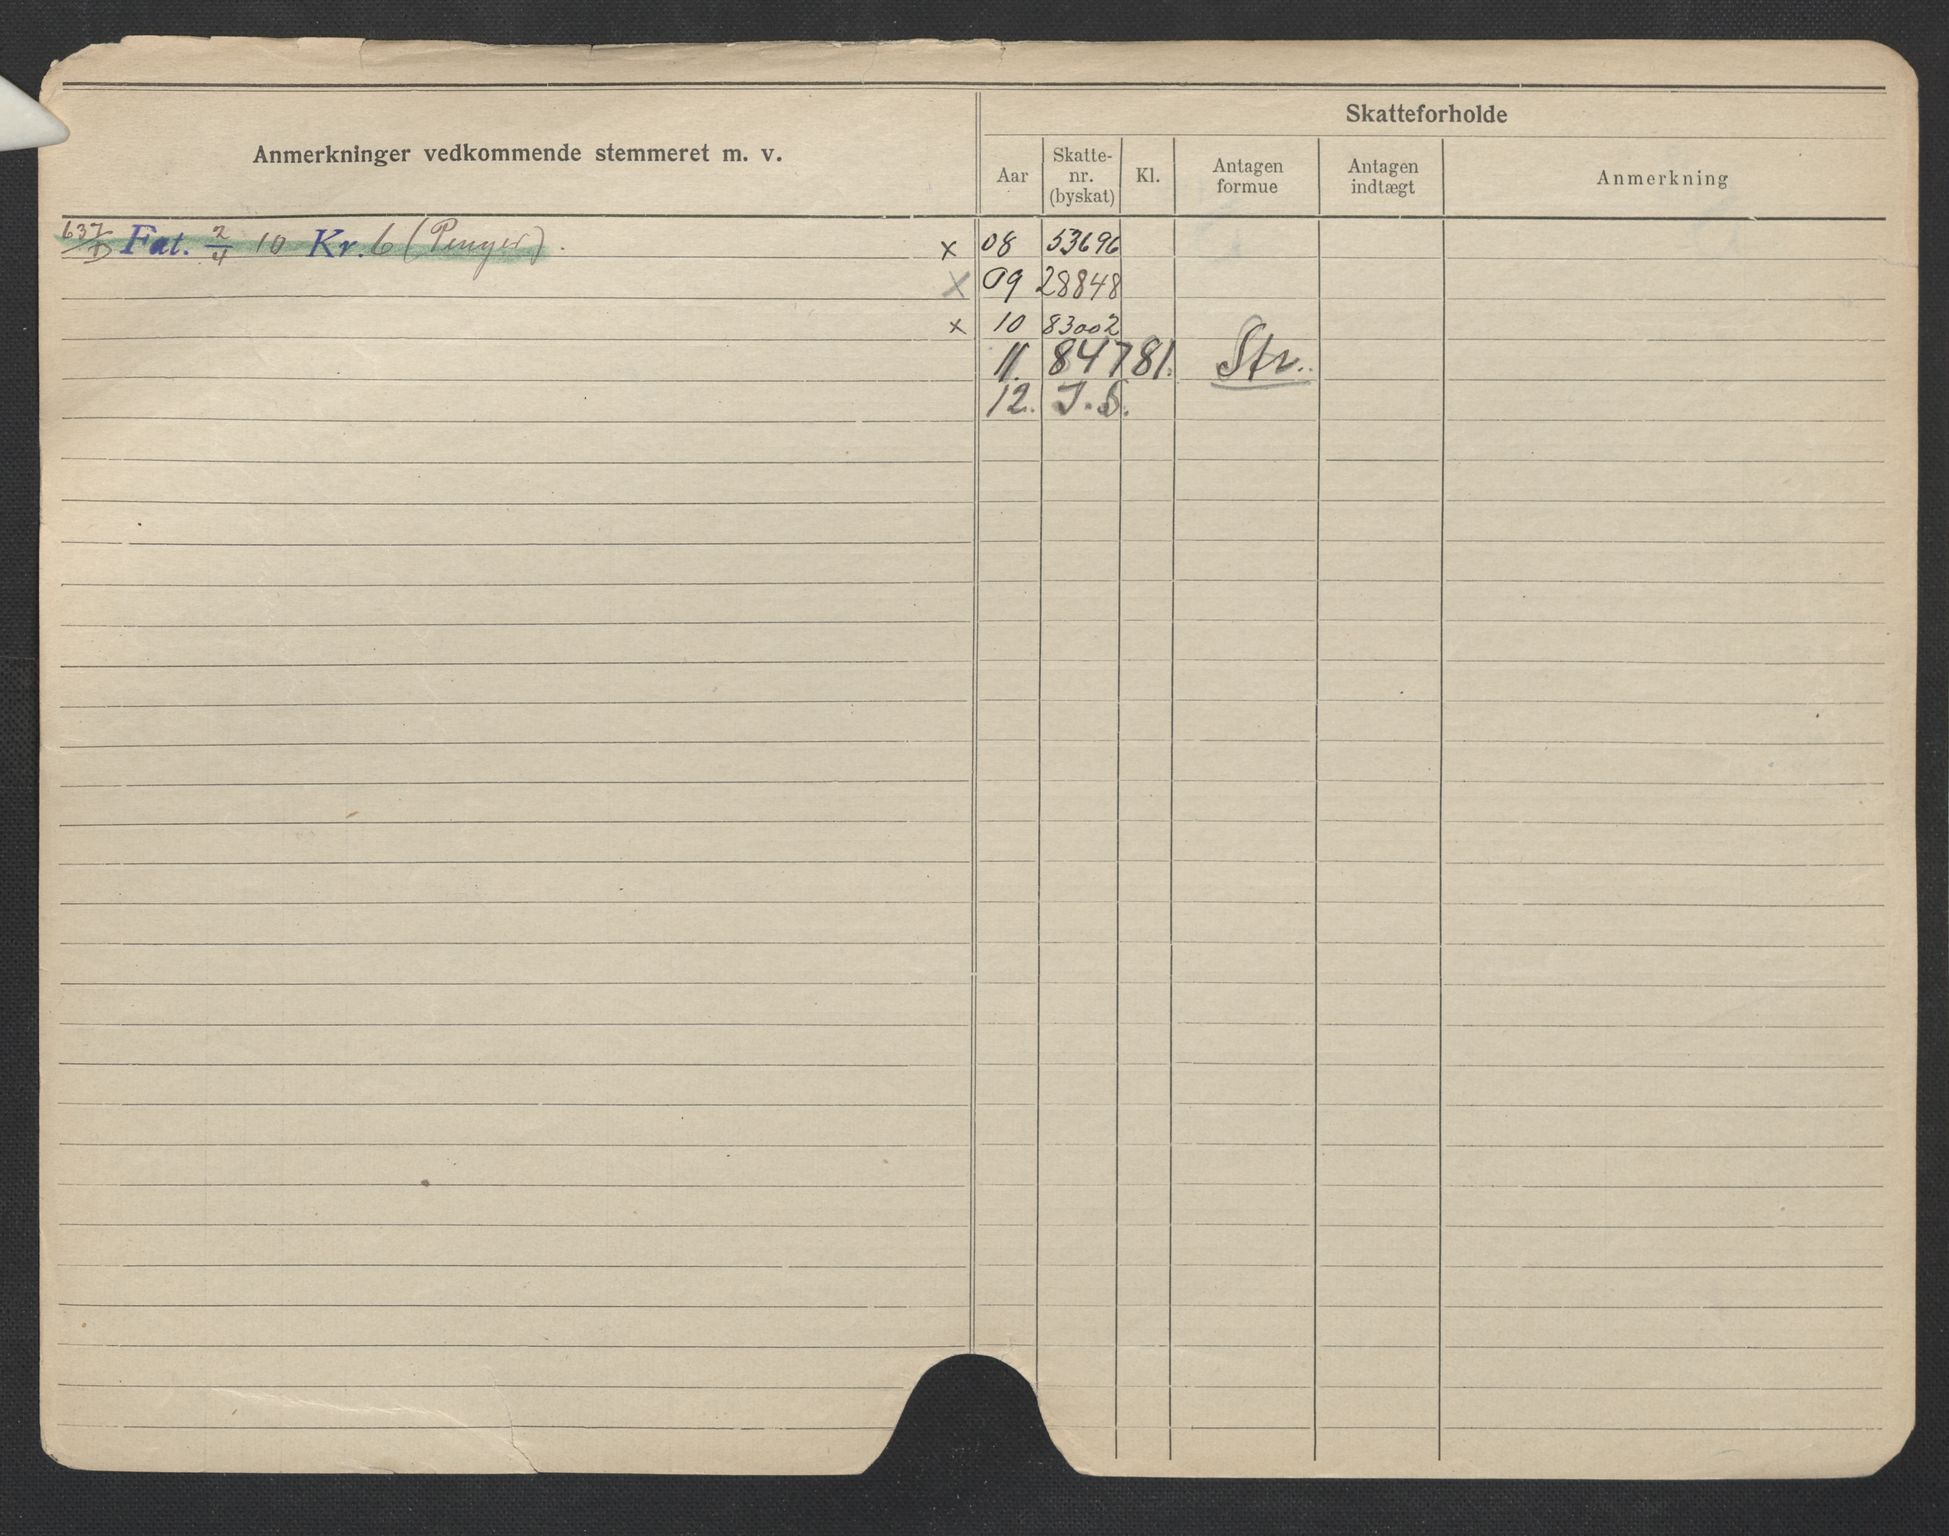 Anmerkninger vedkommende stemmeret m. v.
Skatteforholde
Aar
Skatte-
nr.
(byskat)
Kl.
Antagen
formue
Antagen
indtægt
Anmerkning
637/D Fat. 2/4 10 Kr. 6 (Penger).
x 08 53696
x 09 28848
x 10 83002
11. 84781. Str.
12. I.S.